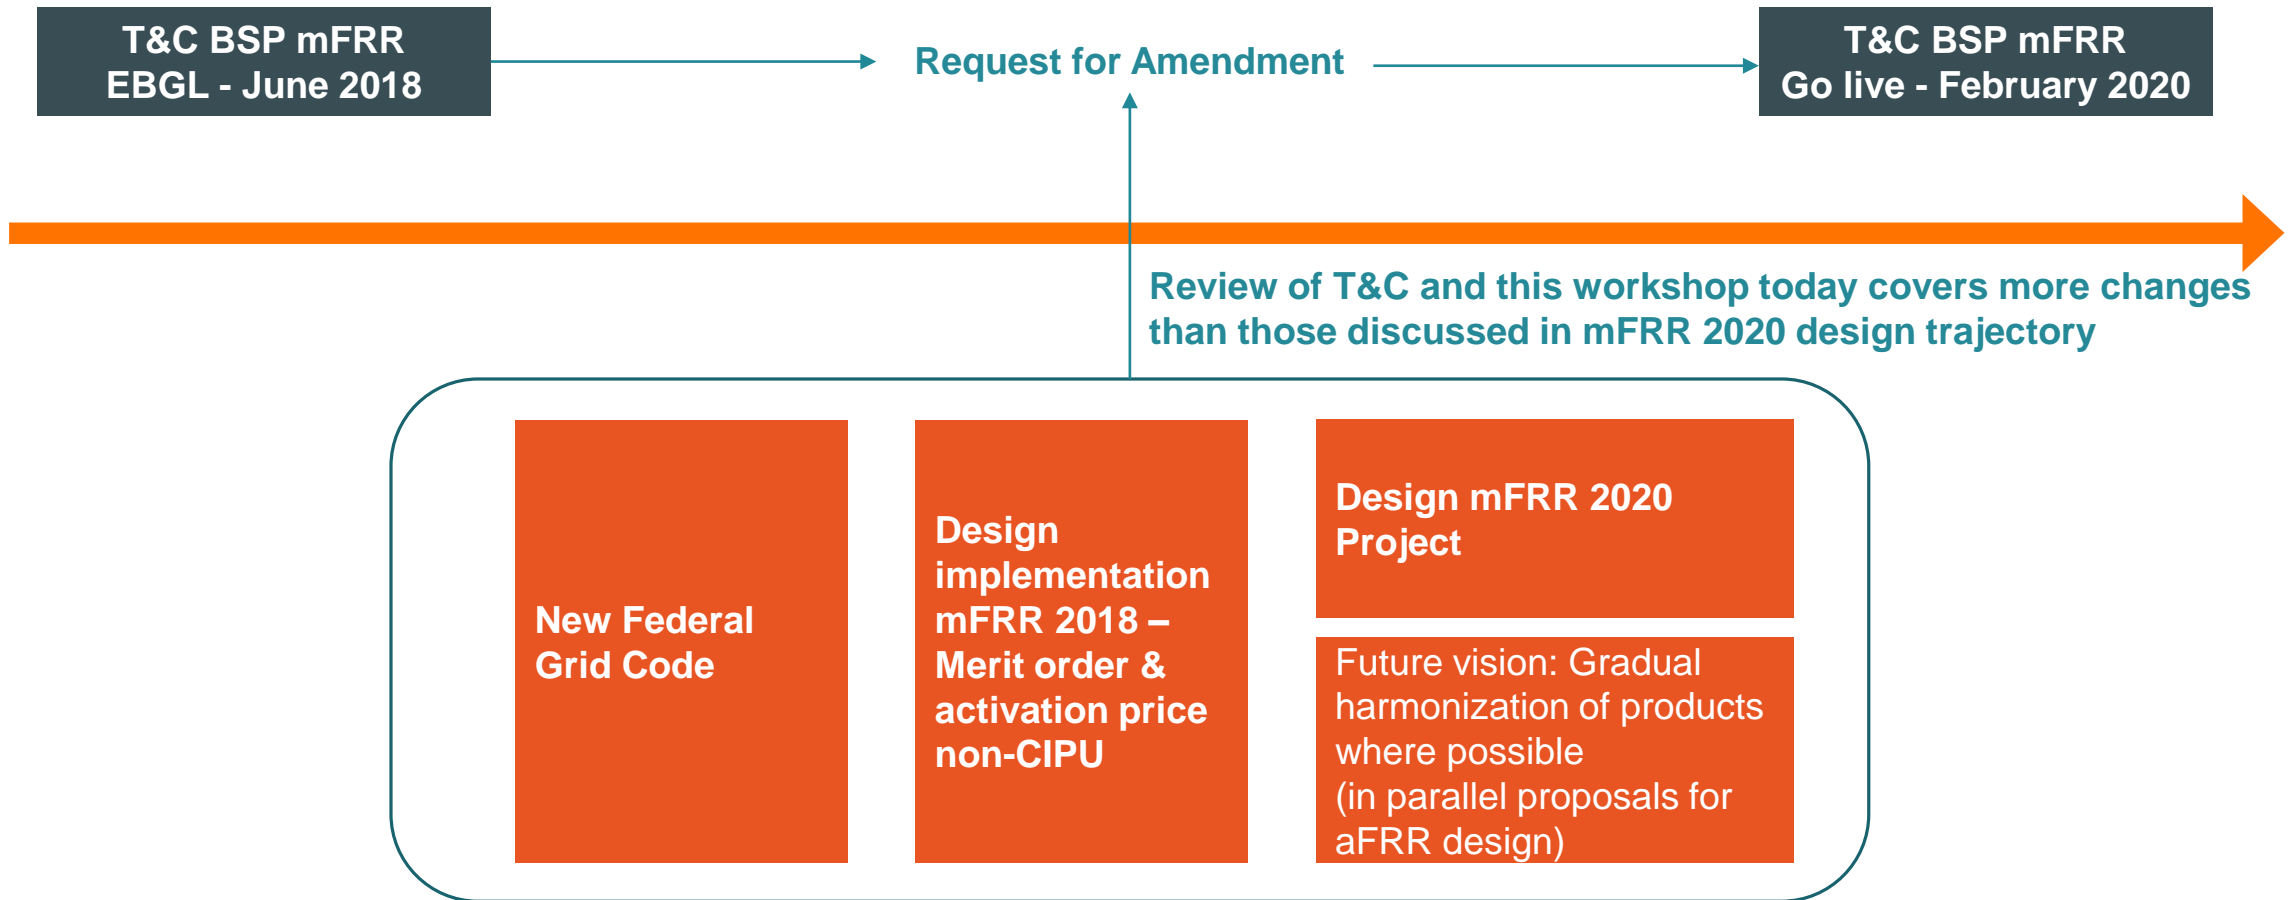 T&C BSP mFRR
EBGL - June 2018
Request for Amendment
T&C BSP mFRR
Go live - February 2020
Review of T&C and this workshop today covers more changes
than those discussed in mFRR 2020 design trajectory
New Federal
Grid Code
Design
implementation
mFRR 2018 –
Merit order &
activation price
non-CIPU
Design mFRR 2020
Project
Future vision: Gradual
harmonization of products
where possible
(in parallel proposals for
aFRR design)